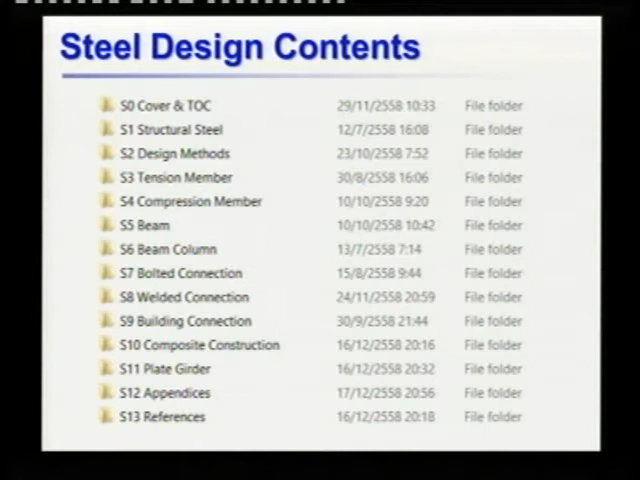 Steel Design Contents
S0 Cover & TOC 29/11/2558 10:33 File folder
S1 Structural Steel 12/7/2558 16:08 File folder
S2 Design Methods 23/10/2558 7:52 File folder
S3 Tension Member 30/8/2558 16:06 File folder
S4 Compression Member 10/10/2558 9:20 File folder
S5 Beam 10/10/2558 10:42 File folder
S6 Beam Column 13/7/2558 7:14 File folder
S7 Bolted Connection 15/8/2558 9:44 File folder
S8 Welded Connection 24/11/2558 20:59 File folder
S9 Building Connection 30/9/2558 21:44 File folder
S10 Composite Construction 16/12/2558 20:16 File folder
S11 Plate Girder 16/12/2558 20:32 File folder
S12 Appendices 17/12/2558 20:56 File folder
S13 References 16/12/2558 20:18 File folder